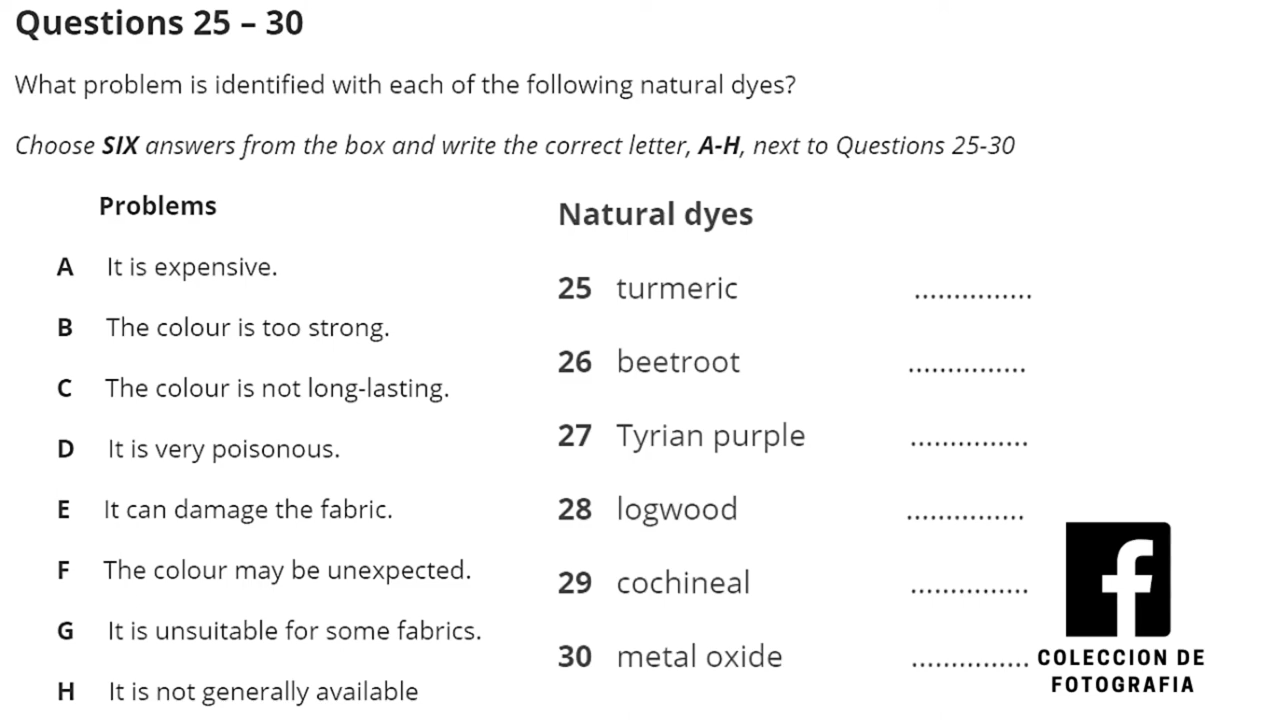 Questions 25 – 30
What problem is identified with each of the following natural dyes?
Choose SIX answers from the box and write the correct letter, A-H, next to Questions 25-30
Problems
A It is expensive.
B The colour is too strong.
C The colour is not long-lasting.
D It is very poisonous.
E It can damage the fabric.
F The colour may be unexpected.
G It is unsuitable for some fabrics.
H It is not generally available
Natural dyes
25 turmeric ...............
26 beetroot ...............
27 Tyrian purple ...............
28 logwood ...............
29 cochineal ...............
30 metal oxide ...............
COLECCION DE
FOTOGRAFIA